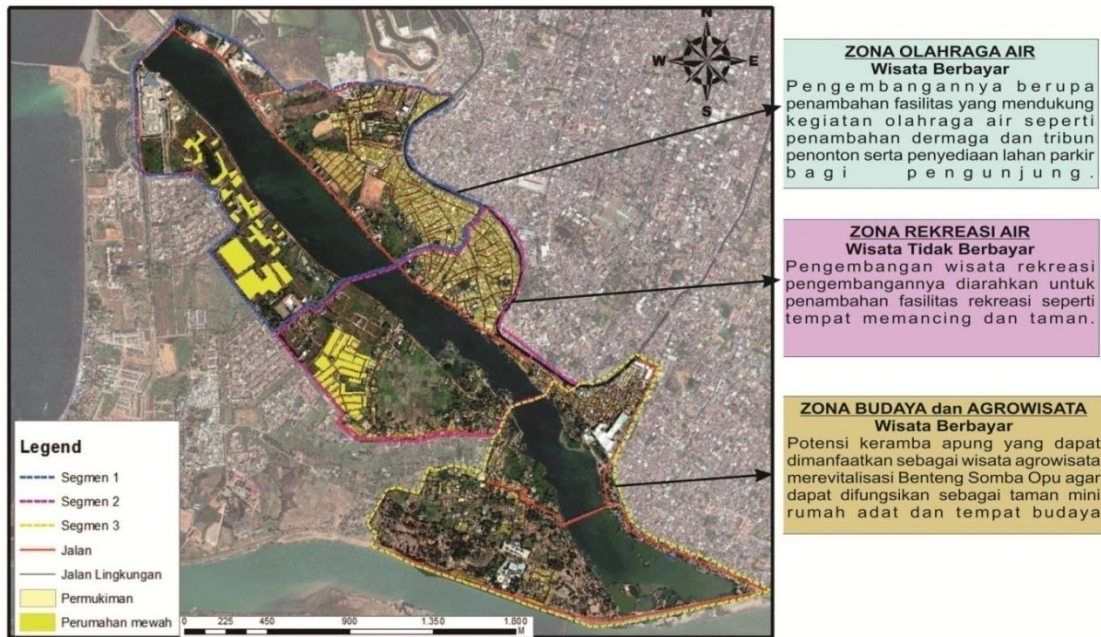 N
W E
S
ZONA OLAHRAGA AIR
Wisata Berbayar
Pengembangannya berupa
penambahan fasilitas yang mendukung
kegiatan olahraga air seperti
penambahan dermaga dan tribun
penonton serta penyediaan lahan parkir
bagi pengunjung.
ZONA REKREASI AIR
Wisata Tidak Berbayar
Pengembangan wisata rekreasi
pengembangannya diarahkan untuk
penambahan fasilitas rekreasi seperti
tempat memancing dan taman.
ZONA BUDAYA dan AGROWISATA
Wisata Berbayar
Potensi keramba apung yang dapat
dimanfaatkan sebagai wisata agrowisata
merevitalisasi Benteng Somba Opu agar
dapat difungsikan sebagai taman mini
rumah adat dan tempat budaya
Legend
Segmen 1
Segmen 2
Segmen 3
Jalan
Jalan Lingkungan
Permukiman
Perumahan mewah
0 225 450 900 1.350 1.800
M